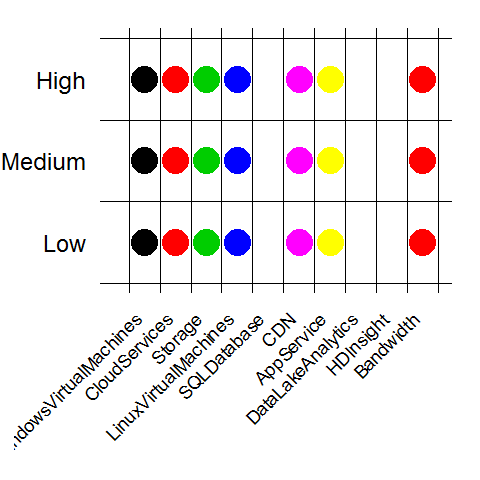 High
Medium
Low
ndowsVirtualMachines
CloudServices
Storage
LinuxVirtualMachines
SQLDatabase
CDN
AppService
DataLakeAnalytics
HDInsight
Bandwidth